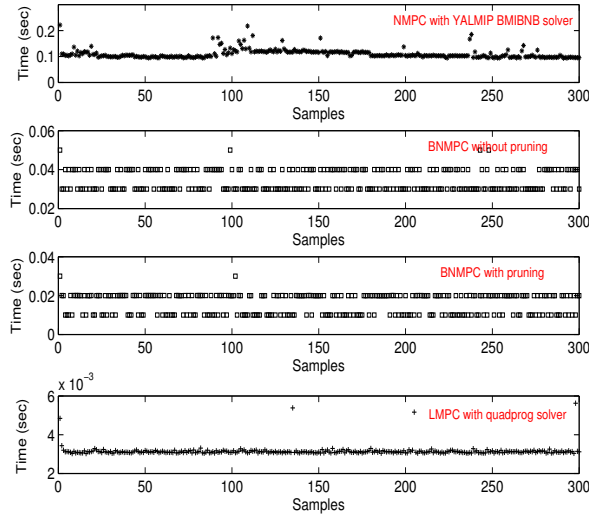 NMPC with YALMIP BMIBNB solver
Time (sec)
0.2
0.1
0
0 50 100 150 200 250 300
Samples
BNMPC without pruning
Time (sec)
0.06
0.04
0.02
0 50 100 150 200 250 300
Samples
BNMPC with pruning
Time (sec)
0.04
0.02
0
0 50 100 150 200 250 300
Samples
x 10⁻³
LMPC with quadprog solver
Time (sec)
6
4
2
0 50 100 150 200 250 300
Samples